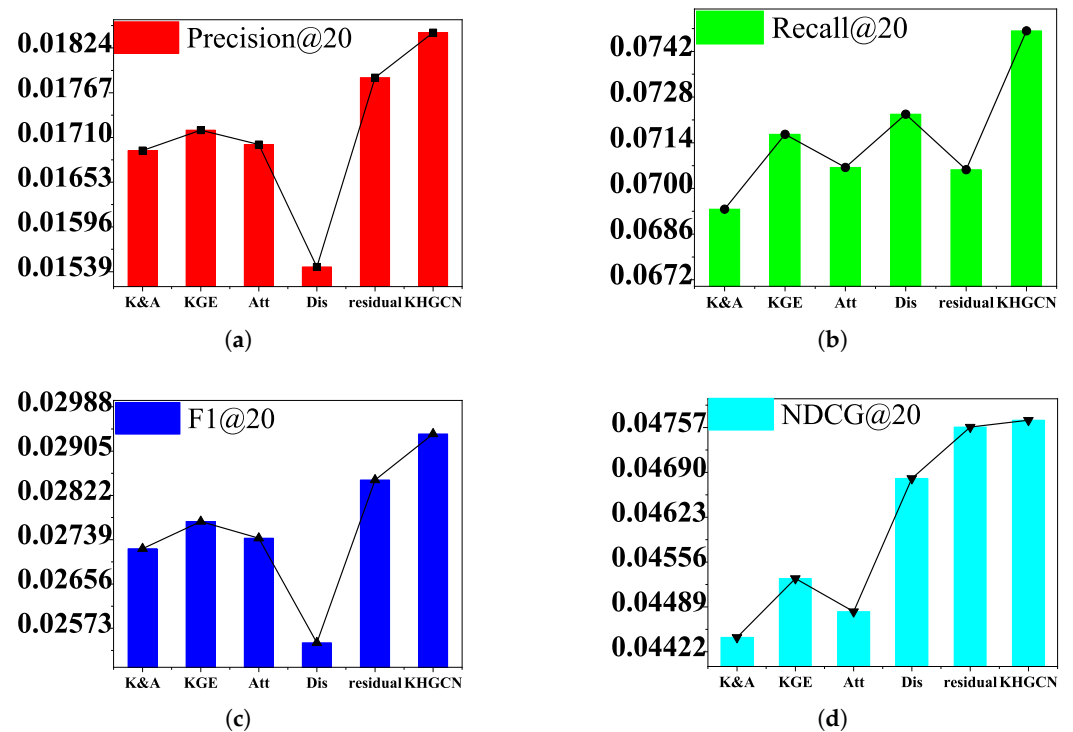 Precision@20
0.01824
0.01767
0.01710
0.01653
0.01596
0.01539
K&A KGE Att Dis residual KHGCN
(a)
Recall@20
0.0742
0.0728
0.0714
0.0700
0.0686
0.0672
K&A KGE Att Dis residual KHGCN
(b)
F1@20
0.02988
0.02905
0.02822
0.02739
0.02656
0.02573
K&A KGE Att Dis residual KHGCN
(c)
NDCG@20
0.04757
0.04690
0.04623
0.04556
0.04489
0.04422
K&A KGE Att Dis residual KHGCN
(d)